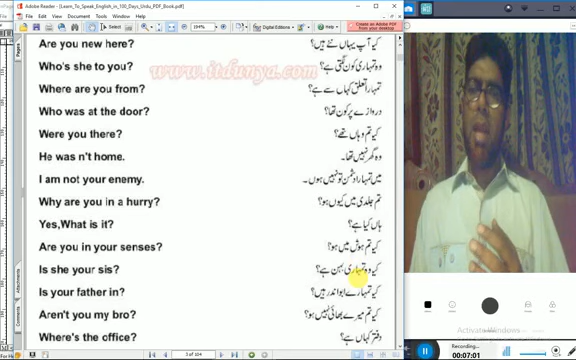 Adobe Reader - [Learn_To_Speak_English_In_100_Days_Urdu_PDF_Book.pdf]
File Edit View Document Tools Window Help
Select 194% Digital Editions Create an Adobe PDF from Application
Are you new here? کیا آپ یہاں نئے ہیں؟
Who's she to you? وہ تمہاری کون لگتی ہے؟
www.itdunya.com
Where are you from? تمہارا تعلق کہاں سے ہے؟
Who was at the door? دروازے پر کون تھا؟
Were you there? کیا تم وہاں تھے؟
He was n't home. وہ گھر نہیں تھا۔
I am not your enemy. میں تمہارا دشمن تو نہیں ہوں۔
Why are you in a hurry? تم جلدی میں کیوں ہو؟
Yes,What is it? ہاں کیا ہے؟
Are you in your senses? کیا تم ہوش میں ہو؟
Is she your sis? کیا وہ تمہاری بہن ہے؟
Is your father in? کیا تمہارے ابو اندر ہیں؟
Aren't you my bro? کیا تم میرے بھائی نہیں ہو؟
Where's the office? دفتر کہاں ہے؟
Pages
Attachments
Comments
5 of 104
Activate Windows
00:07:01